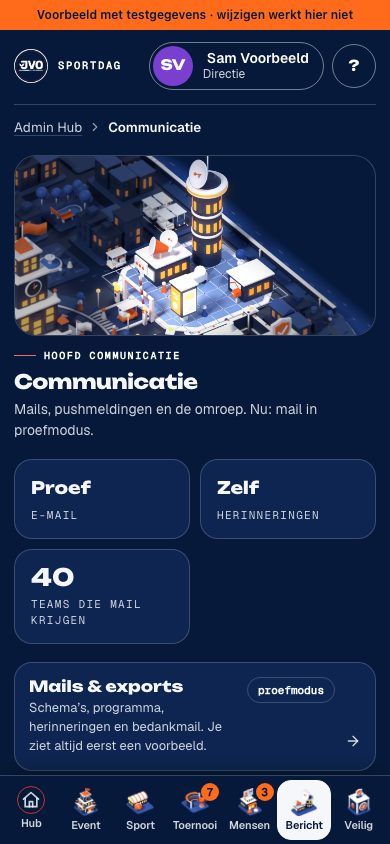 Voorbeeld met testgegevens · wijzigen werkt hier niet
JVO SPORTDAG
SV Sam Voorbeeld
Directie
?
Admin Hub > Communicatie
HOOFD COMMUNICATIE
Communicatie
Mails, pushmeldingen en de omroep. Nu: mail in
proefmodus.
Proef
E-MAIL
Zelf
HERINNERINGEN
40
TEAMS DIE MAIL
KRIJGEN
Mails & exports
proefmodus
Schema's, programma,
herinneringen en bedankmail. Je
ziet altijd eerst een voorbeeld.
7 3
Hub Event Sport Toernooi Mensen Bericht Veilig